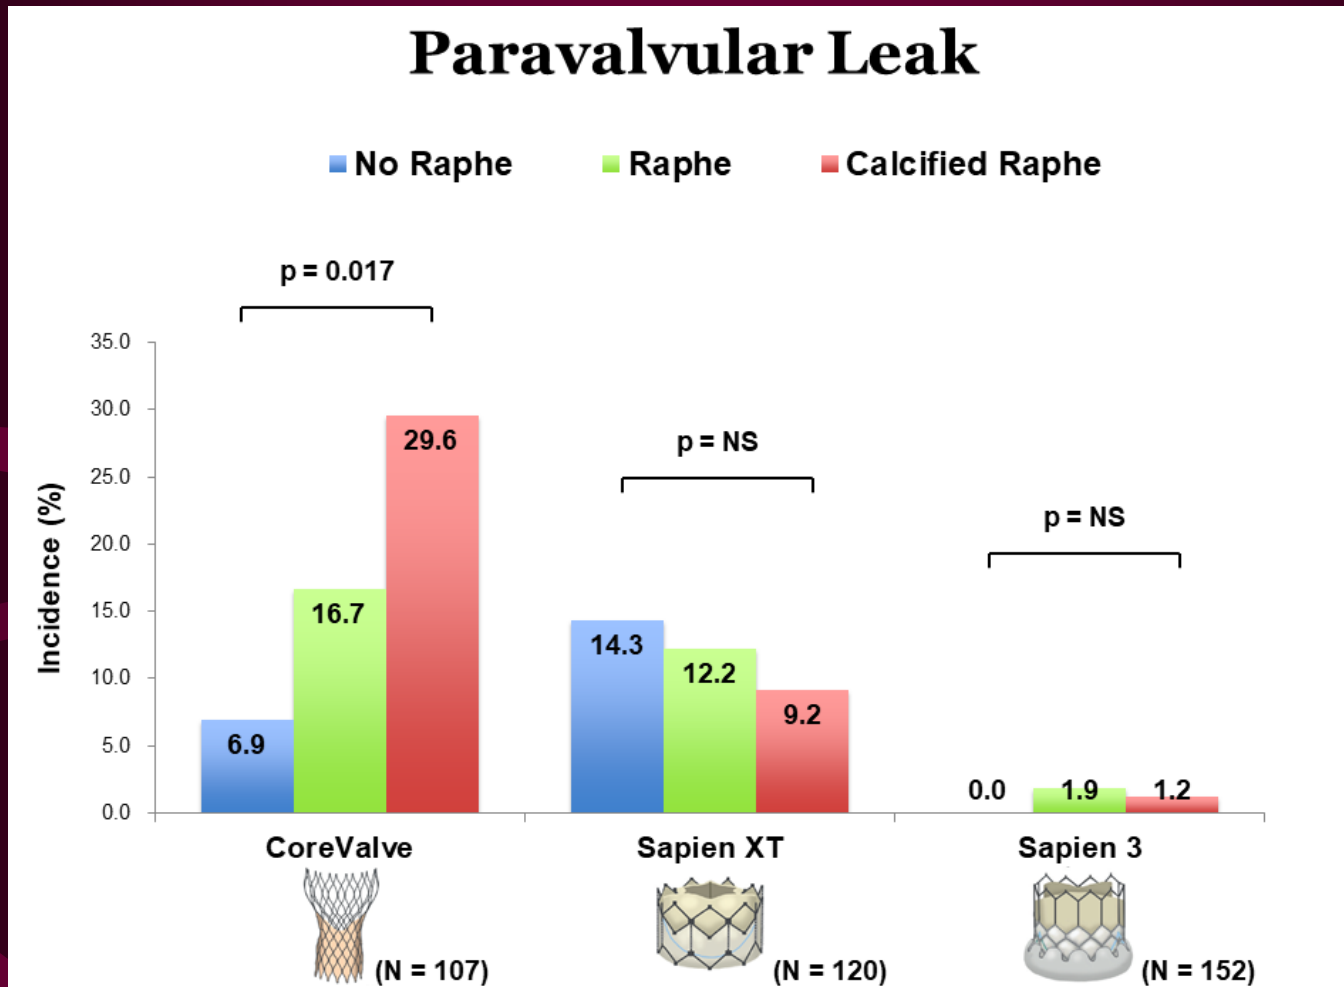 Paravalvular Leak
No Raphe Raphe Calcified Raphe
p = 0.017
p = NS
p = NS
Incidence (%)
35.0
30.0
25.0
20.0
15.0
10.0
5.0
0.0
6.9 16.7 29.6
14.3 12.2 9.2
0.0 1.9 1.2
CoreValve Sapien XT Sapien 3
(N = 107) (N = 120) (N = 152)